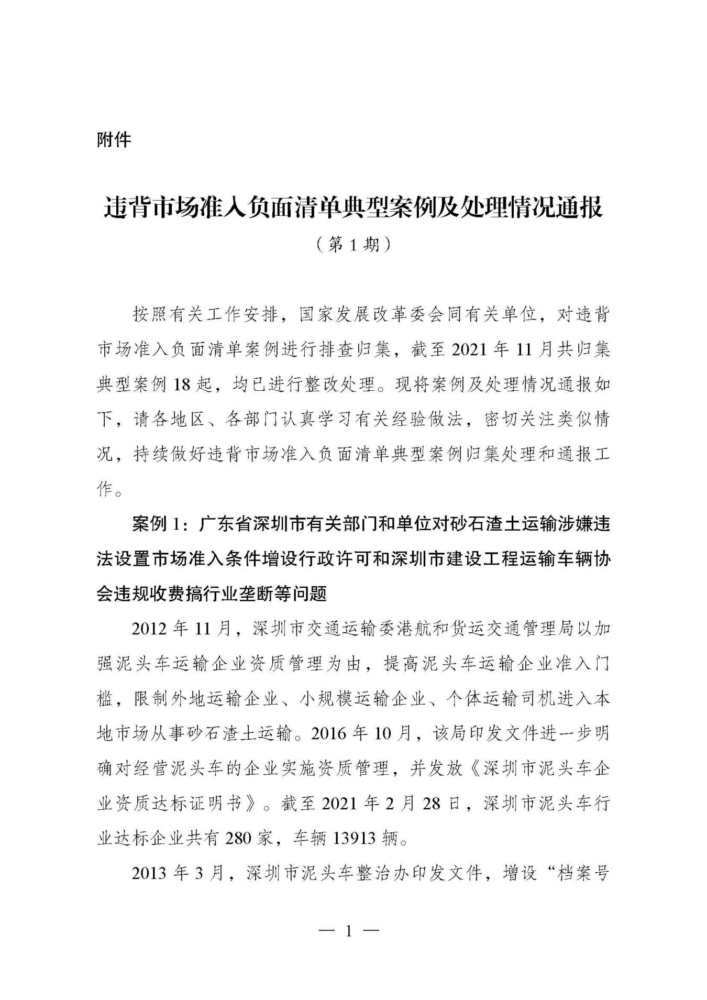 附件
违背市场准入负面清单典型案例及处理情况通报
（第 1 期）
按照有关工作安排，国家发展改革委会同有关单位，对违背
市场准入负面清单案例进行排查归集，截至 2021 年 11 月共归集
典型案例 18 起，均已进行整改处理。现将案例及处理情况通报如
下，请各地区、各部门认真学习有关经验做法，密切关注类似情
况，持续做好违背市场准入负面清单典型案例归集处理和通报工
作。
案例 1：广东省深圳市有关部门和单位对砂石渣土运输涉嫌违
法设置市场准入条件增设行政许可和深圳市建设工程运输车辆协
会违规收费搞行业垄断等问题
2012 年 11 月，深圳市交通运输委港航和货运交通管理局以加
强泥头车运输企业资质管理为由，提高泥头车运输企业准入门
槛，限制外地运输企业、小规模运输企业、个体运输司机进入本
地市场从事砂石渣土运输。2016 年 10 月，该局印发文件进一步明
确对经营泥头车的企业实施资质管理，并发放《深圳市泥头车企
业资质达标证明书》。截至 2021 年 2 月 28 日，深圳市泥头车行
业达标企业共有 280 家，车辆 13913 辆。
2013 年 3 月，深圳市泥头车整治办印发文件，增设“档案号
— 1 —